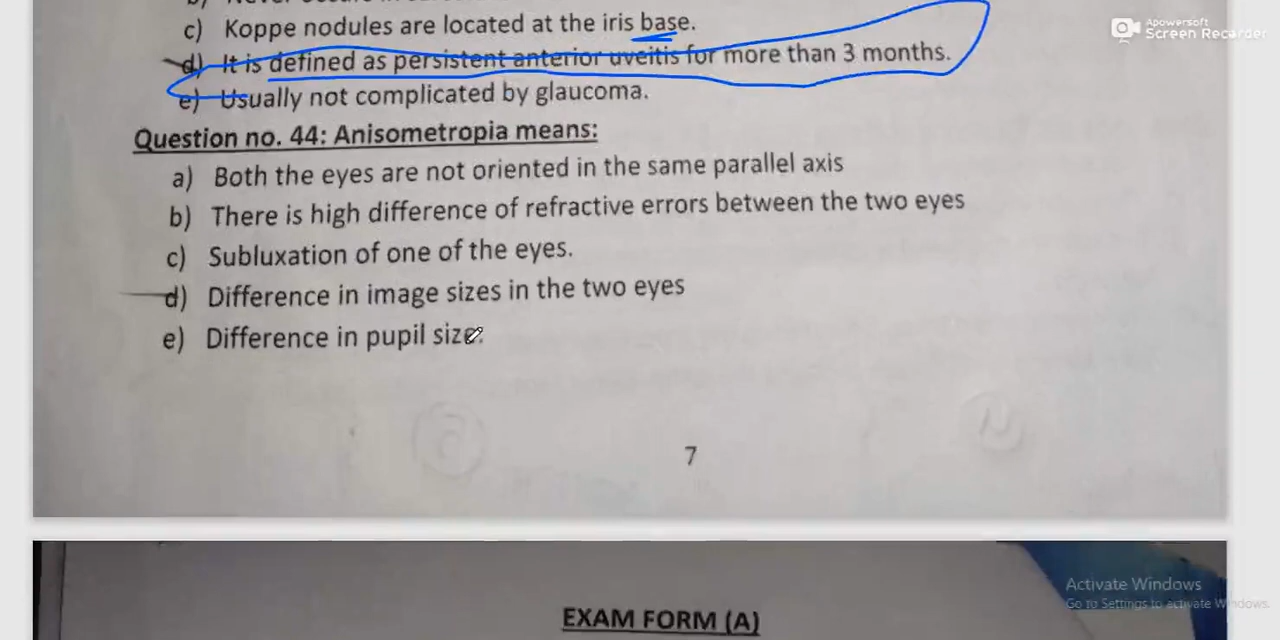 c) Koppe nodules are located at the iris base.
d) It is defined as persistent anterior uveitis for more than 3 months.
e) Usually not complicated by glaucoma.
Question no. 44: Anisometropia means:
a) Both the eyes are not oriented in the same parallel axis
b) There is high difference of refractive errors between the two eyes
c) Subluxation of one of the eyes.
d) Difference in image sizes in the two eyes
e) Difference in pupil size.
7
EXAM FORM (A)
Apowersoft
Screen Recorder
Activate Windows
Go to Settings to activate Windows.